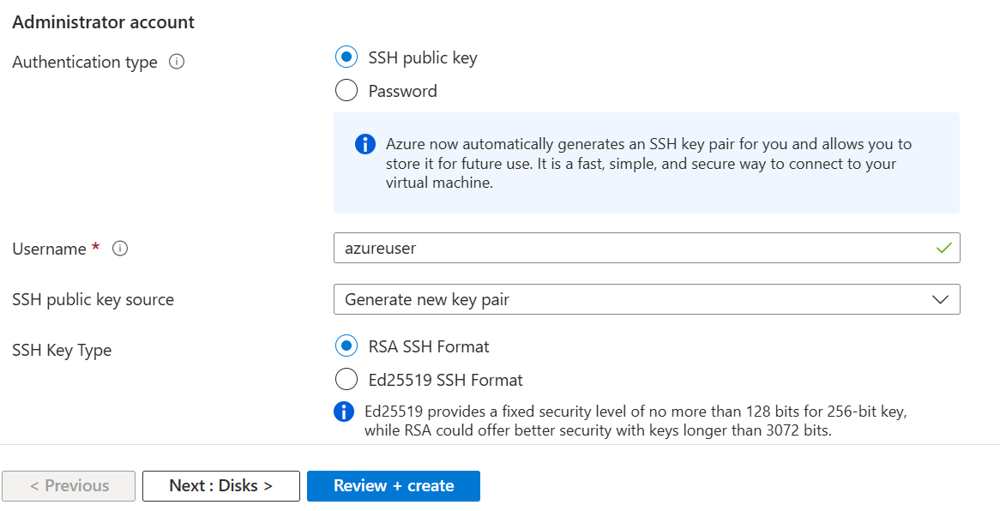 Administrator account
Authentication type
SSH public key
Password
Azure now automatically generates an SSH key pair for you and allows you to
store it for future use. It is a fast, simple, and secure way to connect to your
virtual machine.
Username *
azureuser
SSH public key source
Generate new key pair
SSH Key Type
RSA SSH Format
Ed25519 SSH Format
Ed25519 provides a fixed security level of no more than 128 bits for 256-bit key,
while RSA could offer better security with keys longer than 3072 bits.
< Previous
Next : Disks >
Review + create